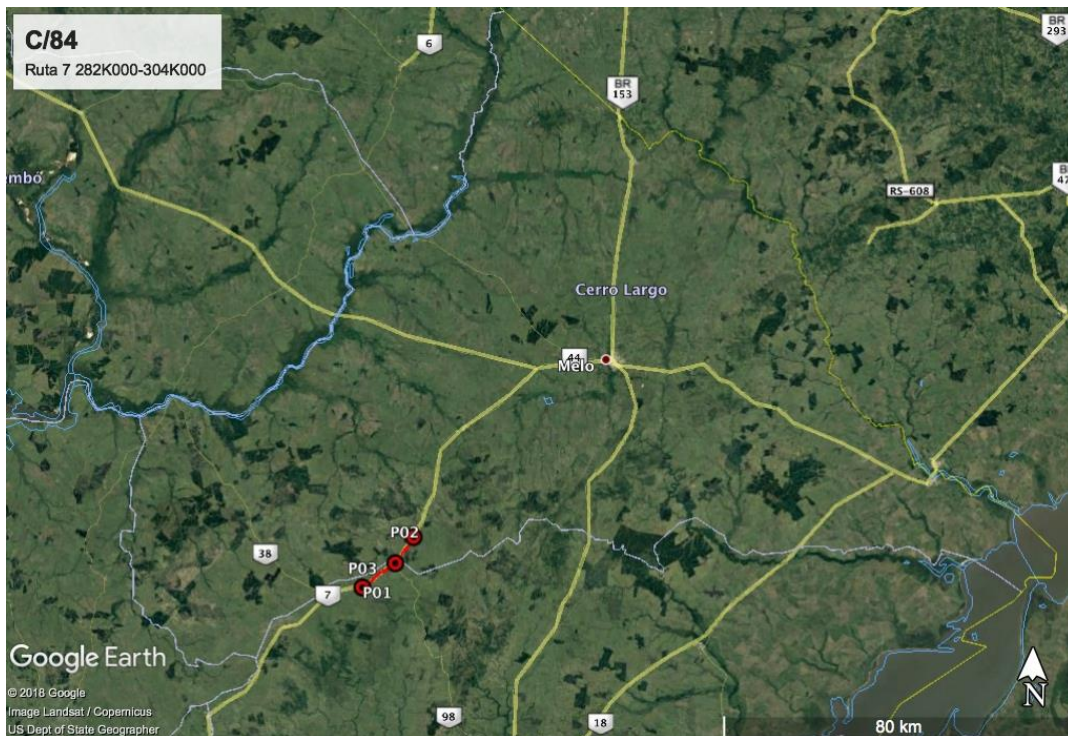 C/84
Ruta 7 282K000-304K000
6
BR
293
BR
153
RS-608
Cerro Largo
44
Melo
P02
38
P03
P01
7
Google Earth
© 2018 Google
Image Landsat / Copernicus
US Dept of State Geographer
98
18
80 km
N